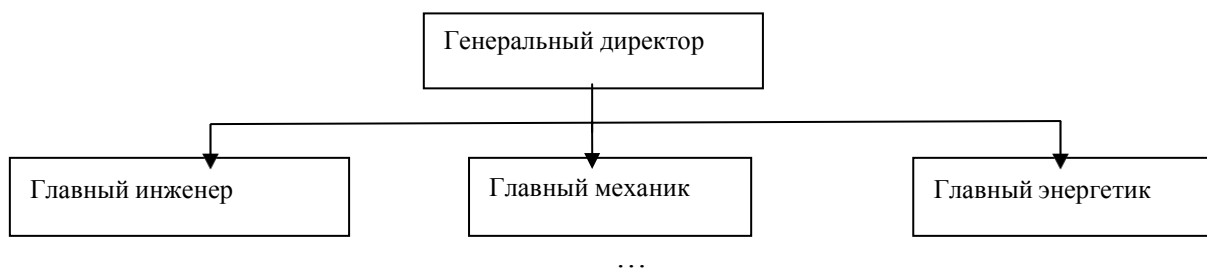 Генеральный директор
Главный инженер
Главный механик
Главный энергетик
…